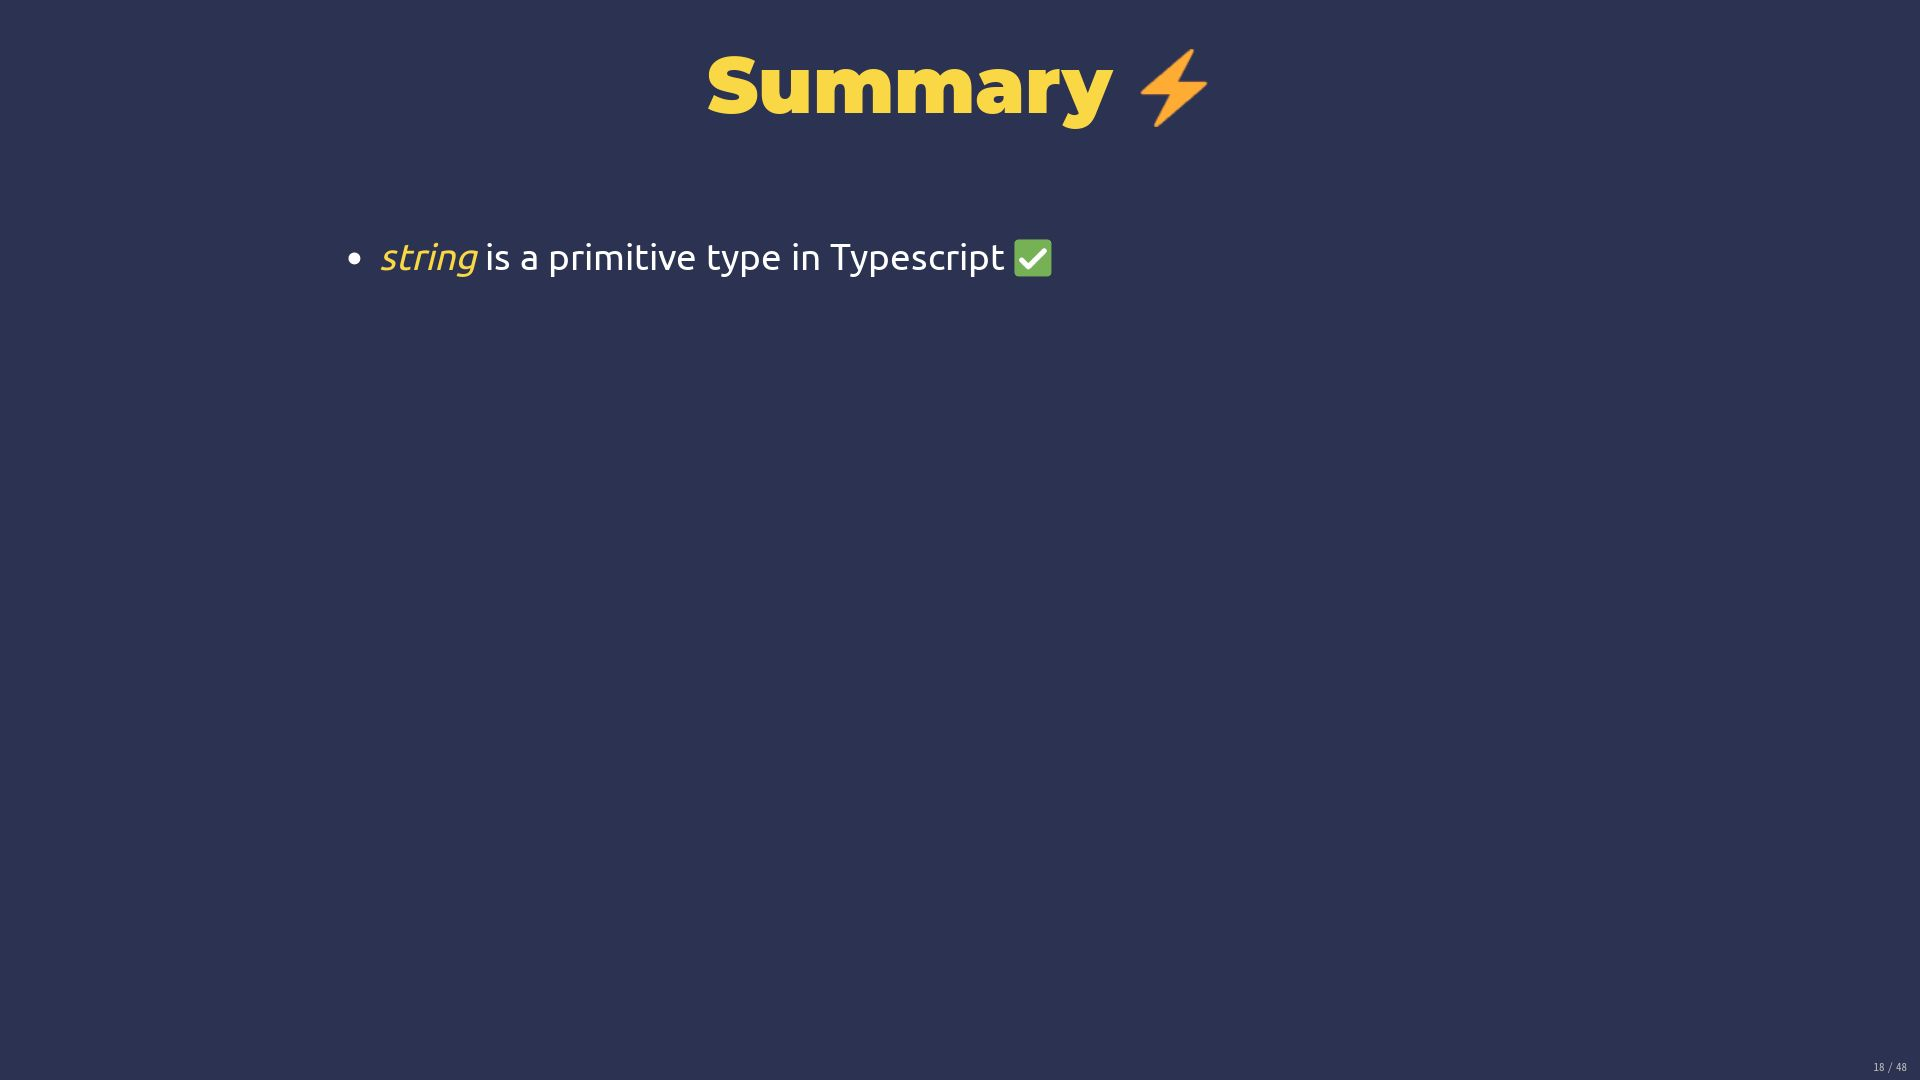 Summary ⚡
• string is a primitive type in Typescript ✅
18 / 48